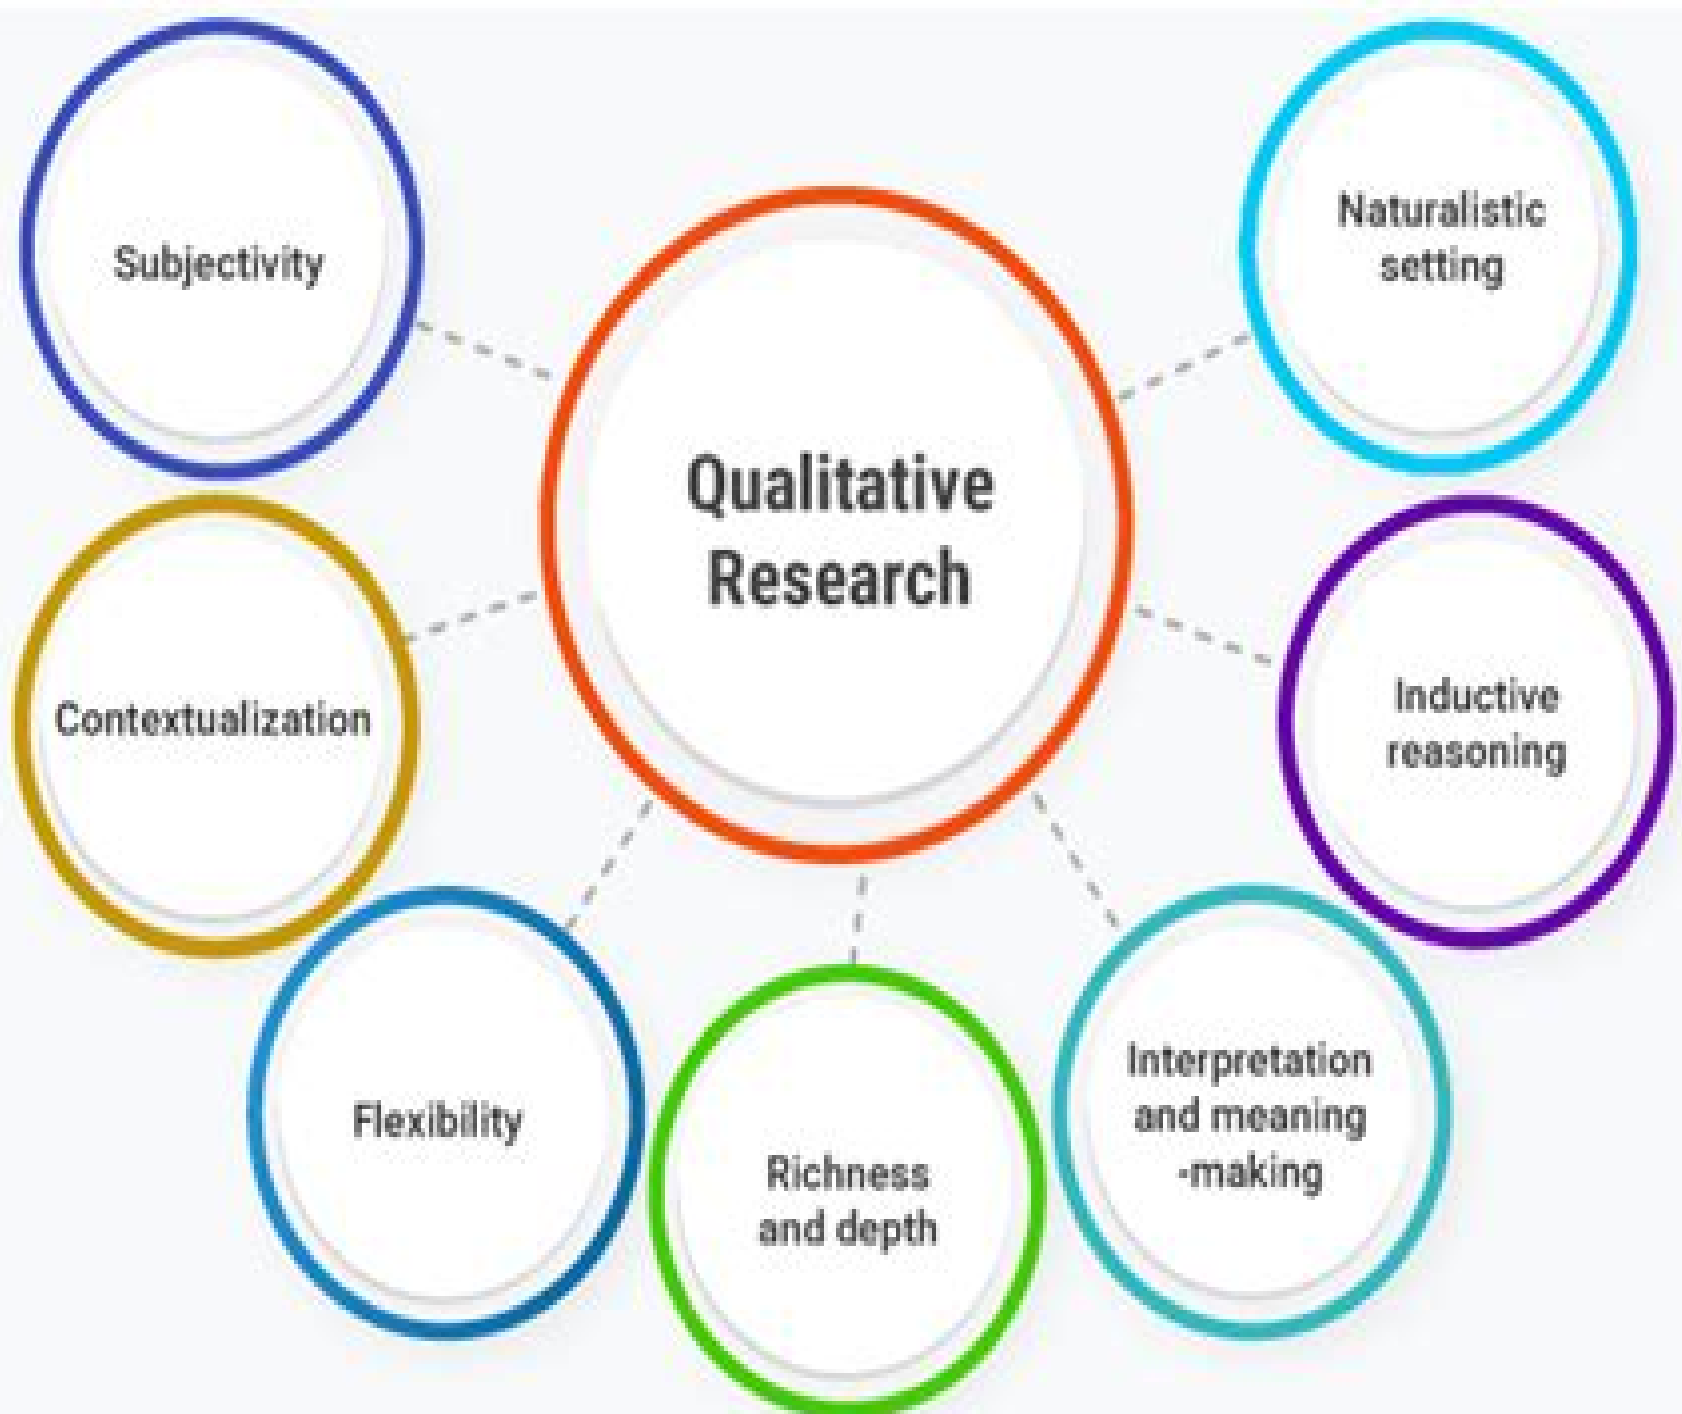 Subjectivity
Naturalistic
setting
Qualitative
Research
Contextualization
Inductive
reasoning
Flexibility
Richness
and depth
Interpretation
and meaning
-making